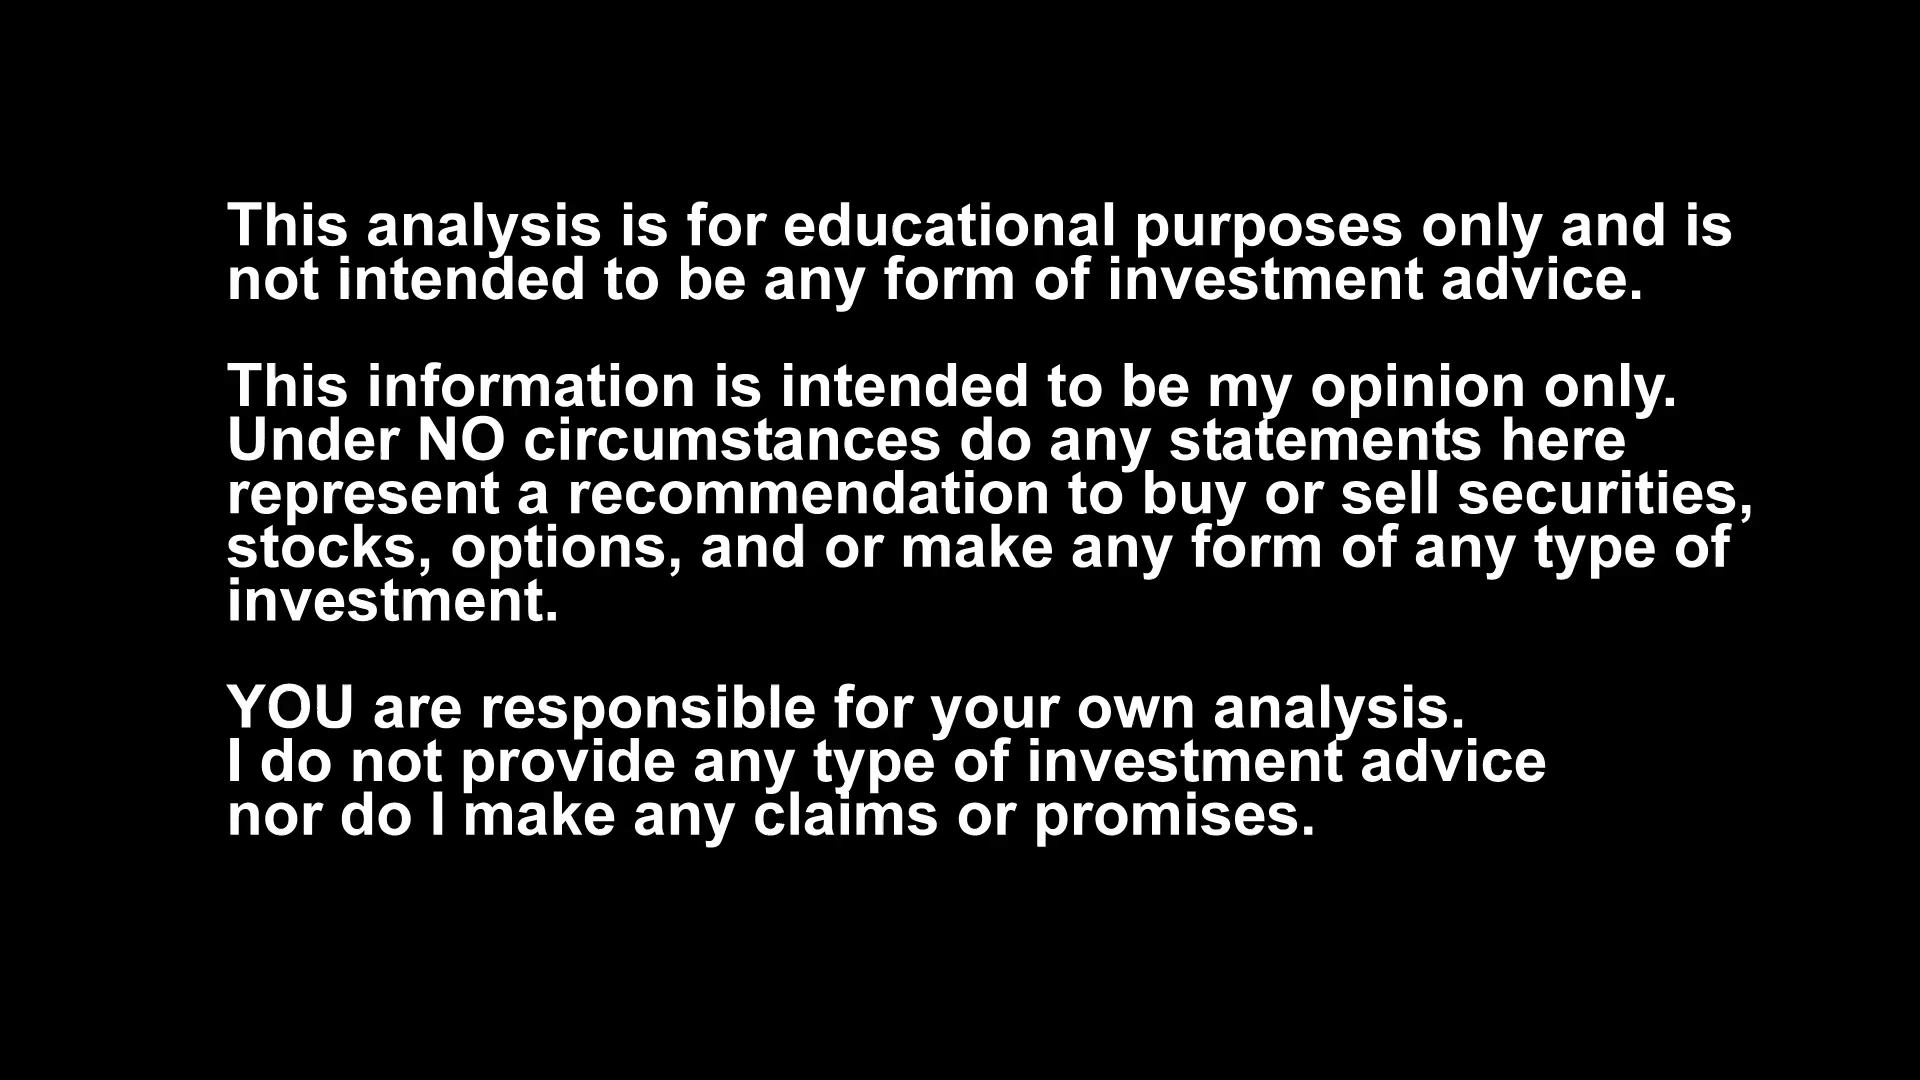 This analysis is for educational purposes only and is
not intended to be any form of investment advice.
This information is intended to be my opinion only.
Under NO circumstances do any statements here
represent a recommendation to buy or sell securities,
stocks, options, and or make any form of any type of
investment.
YOU are responsible for your own analysis.
I do not provide any type of investment advice
nor do I make any claims or promises.